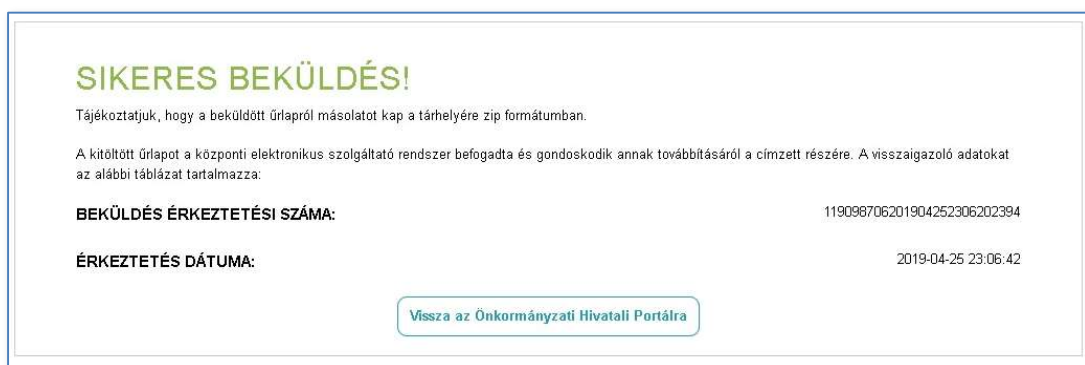 SIKERES BEKÜLDÉS!
Tájékoztatjuk, hogy a beküldött űrlapról másolatot kap a tárhelyére zip formátumban.
A kitöltött űrlapot a központi elektronikus szolgáltató rendszer befogadta és gondoskodik annak továbbításáról a címzett részére. A visszaigazoló adatokat
az alábbi táblázat tartalmazza:
BEKÜLDÉS ÉRKEZTETÉSI SZÁMA: 119098706201904252306202394
ÉRKEZTETÉS DÁTUMA: 2019-04-25 23:06:42
Vissza az Önkormányzati Hivatali Portálra